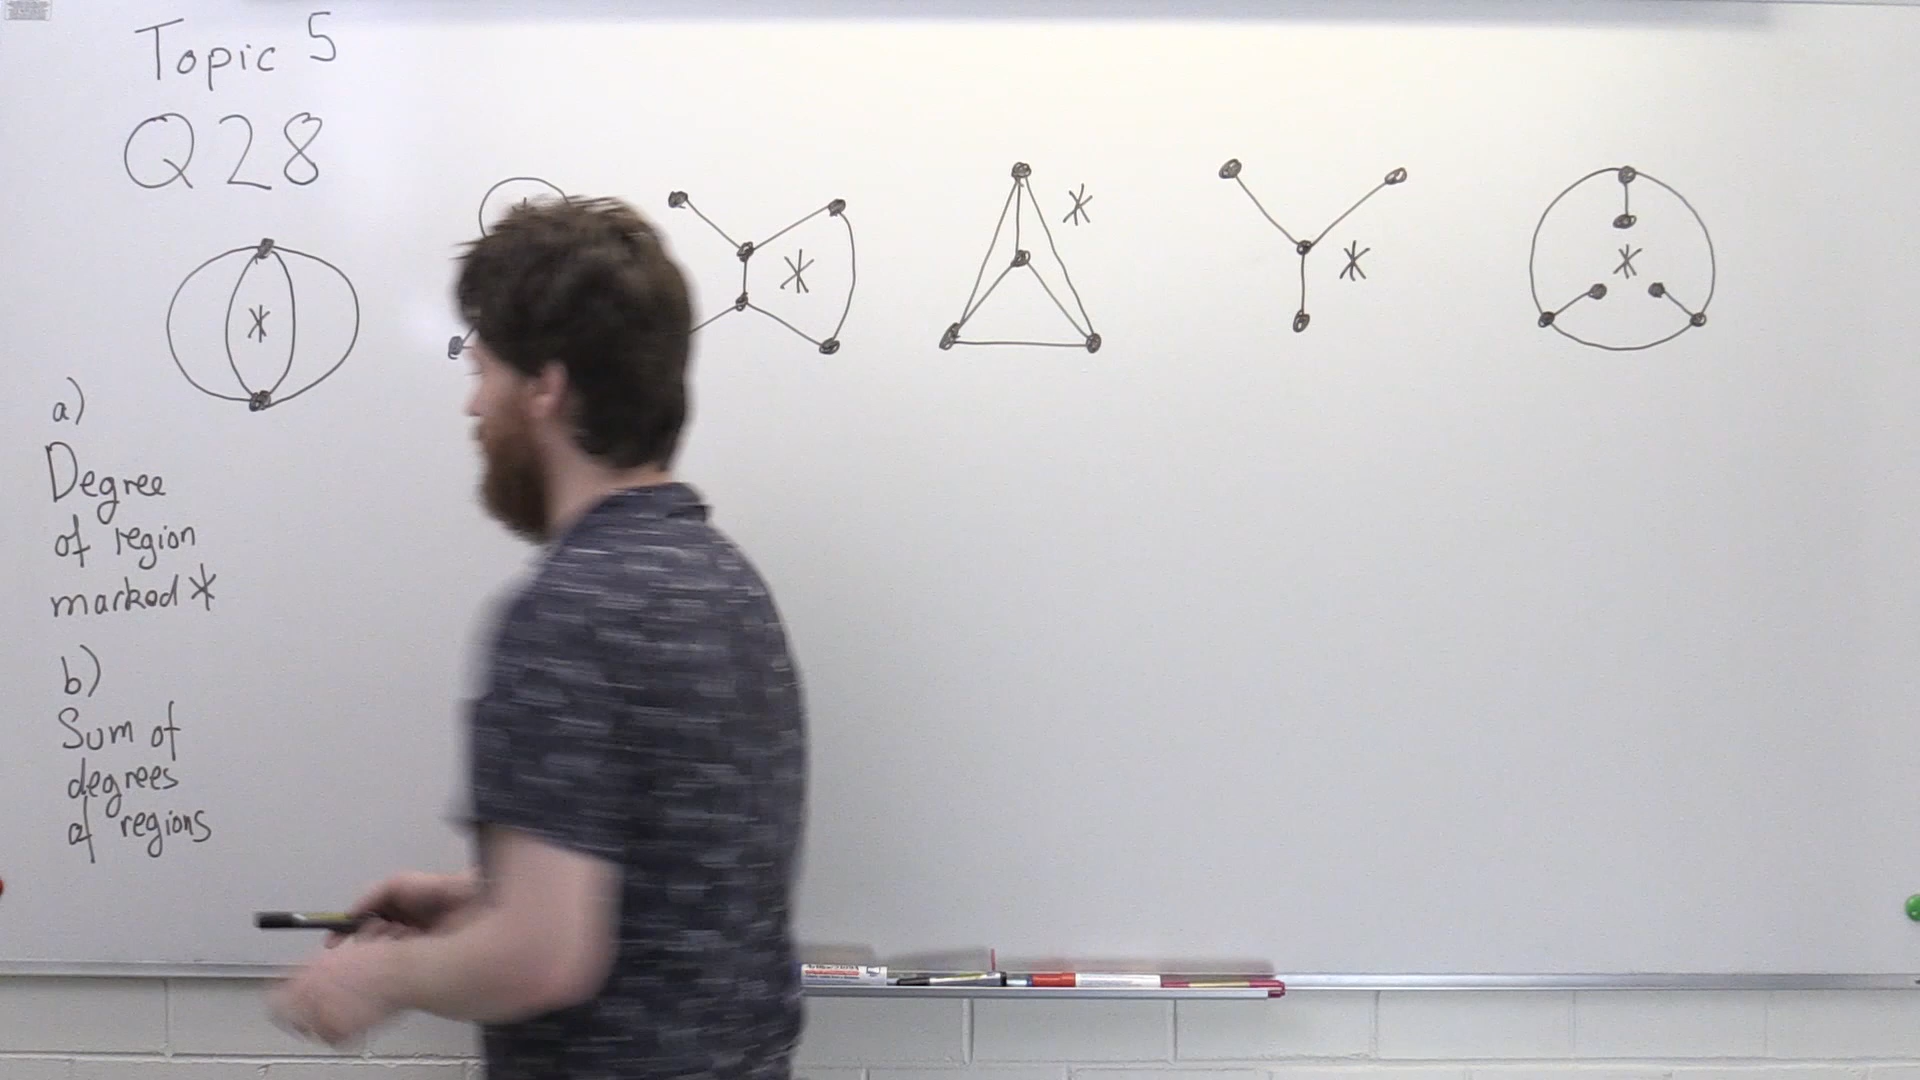 Topic 5
Q28
a)
Degree
of region
marked *
b)
Sum of
degrees
of regions
*
*
*
*
*